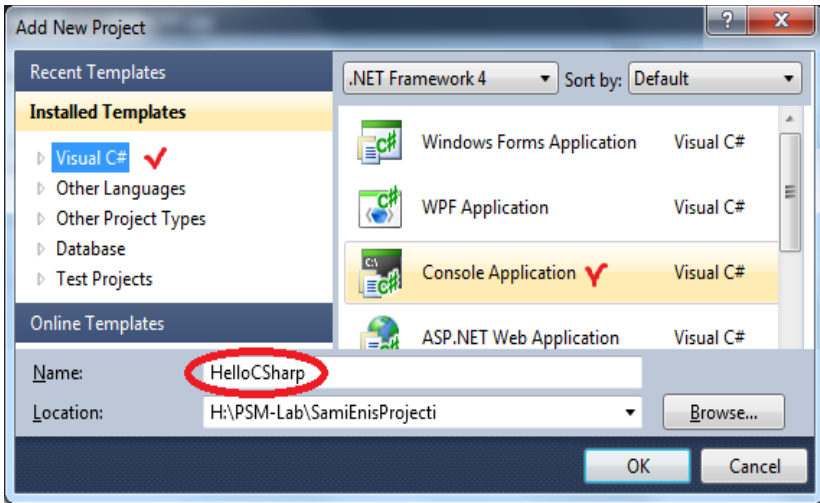 Add New Project
Recent Templates
Installed Templates
Visual C#
Other Languages
Other Project Types
Database
Test Projects
Online Templates
.NET Framework 4 Sort by: Default
Windows Forms Application Visual C#
WPF Application Visual C#
Console Application Visual C#
ASP.NET Web Application Visual C#
Name: HelloCSharp
Location: H:\PSM-Lab\SamiEnisProjecti Browse...
OK Cancel